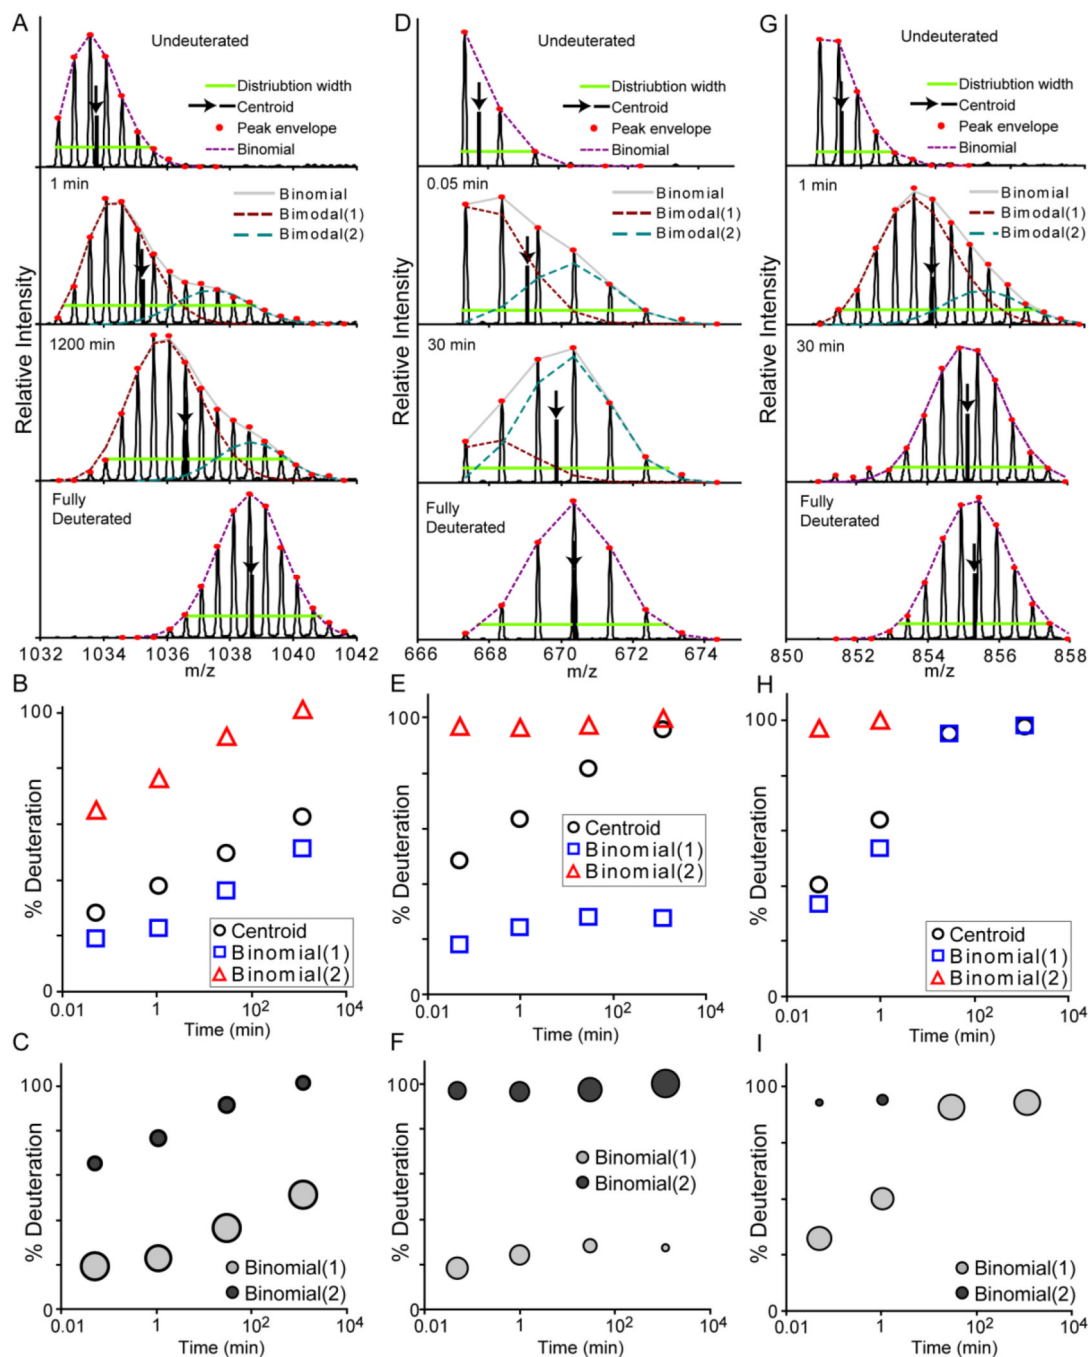 A
Undeuterated
Distriubtion width
Centroid
Peak envelope
Binomial
1 min
Binomial
Bimodal(1)
Bimodal(2)
1200 min
Fully
Deuterated
Relative Intensity
1032 1034 1036 1038 1040 1042
m/z
D
Undeuterated
Distribution width
Centroid
Peak envelope
Binomial
0.05 min
Binomial
Bimodal(1)
Bimodal(2)
30 min
Fully
Deuterated
Relative Intensity
666 668 670 672 674
m/z
G
Undeuterated
Distribution width
Centroid
Peak envelope
Binomial
1 min
Binomial
Bimodal(1)
Bimodal(2)
30 min
Fully
Deuterated
Relative Intensity
850 852 854 856 858
m/z
B
100
% Deuteration
0
Centroid
Binomial(1)
Binomial(2)
0.01 1 10² 10⁴
Time (min)
E
100
% Deuteration
0
Centroid
Binomial(1)
Binomial(2)
0.01 1 10² 10⁴
Time (min)
H
100
% Deuteration
0
Centroid
Binomial(1)
Binomial(2)
0.01 1 10² 10⁴
Time (min)
C
100
% Deuteration
0
Binomial(1)
Binomial(2)
0.01 1 10² 10⁴
Time (min)
F
100
% Deuteration
0
Binomial(1)
Binomial(2)
0.01 1 10² 10⁴
Time (min)
I
100
% Deuteration
0
Binomial(1)
Binomial(2)
0.01 1 10² 10⁴
Time (min)